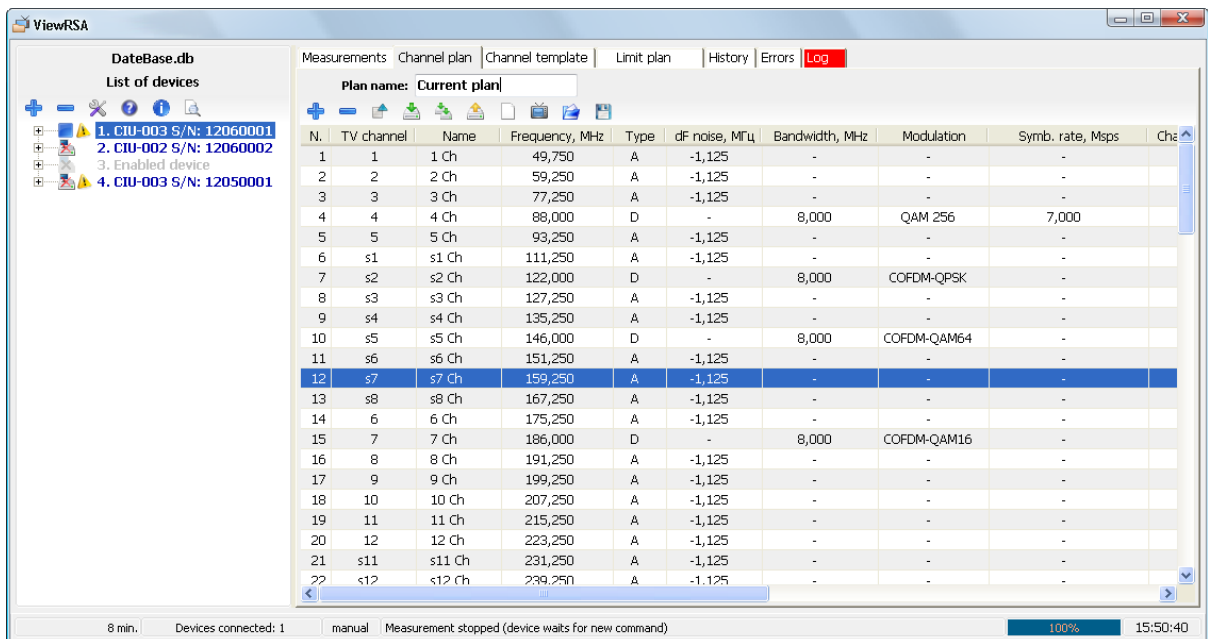 ViewRSA
DateBase.db
List of devices
1. CIU-003 S/N: 12060001
2. CIU-002 S/N: 12060002
3. Enabled device
4. CIU-003 S/N: 12050001
Measurements Channel plan Channel template Limit plan History Errors Log
Plan name: Current plan
N. TV channel Name Frequency, MHz Type dF noise, МГц Bandwidth, MHz Modulation Symb. rate, Msps Cha
1 1 1 Ch 49,750 A -1,125 - - -
2 2 2 Ch 59,250 A -1,125 - - -
3 3 3 Ch 77,250 A -1,125 - - -
4 4 4 Ch 88,000 D - 8,000 QAM 256 7,000
5 5 5 Ch 93,250 A -1,125 - - -
6 s1 s1 Ch 111,250 A -1,125 - - -
7 s2 s2 Ch 122,000 D - 8,000 COFDM-QPSK -
8 s3 s3 Ch 127,250 A -1,125 - - -
9 s4 s4 Ch 135,250 A -1,125 - - -
10 s5 s5 Ch 146,000 D - 8,000 COFDM-QAM64 -
11 s6 s6 Ch 151,250 A -1,125 - - -
12 s7 s7 Ch 159,250 A -1,125 - - -
13 s8 s8 Ch 167,250 A -1,125 - - -
14 6 6 Ch 175,250 A -1,125 - - -
15 7 7 Ch 186,000 D - 8,000 COFDM-QAM16 -
16 8 8 Ch 191,250 A -1,125 - - -
17 9 9 Ch 199,250 A -1,125 - - -
18 10 10 Ch 207,250 A -1,125 - - -
19 11 11 Ch 215,250 A -1,125 - - -
20 12 12 Ch 223,250 A -1,125 - - -
21 s11 s11 Ch 231,250 A -1,125 - - -
22 s12 s12 Ch 239,250 A -1,125 - - -
8 min. Devices connected: 1 manual Measurement stopped (device waits for new command) 100% 15:50:40